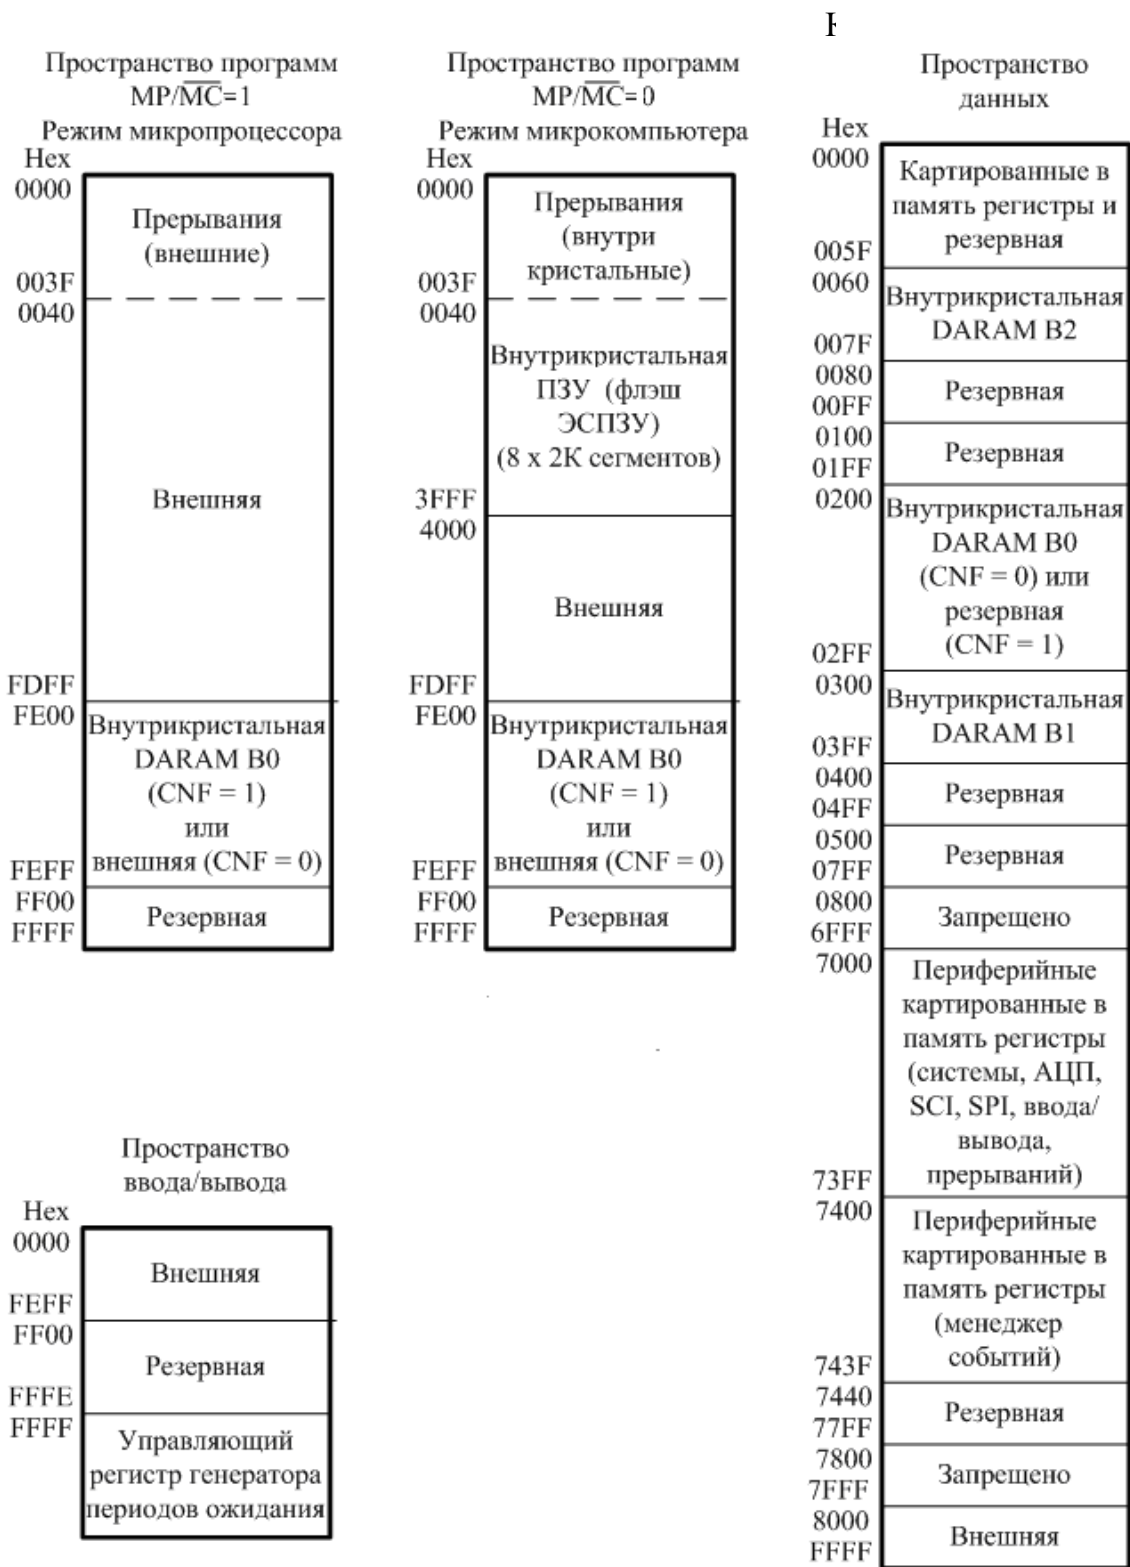 Пространство программ
MP/MC=1
Режим микропроцессора
Hex
0000
Прерывания
(внешние)
003F
0040
Внешняя
FDFF
FE00
Внутрикристальная
DARAM B0
(CNF = 1)
или
внешняя (CNF = 0)
FEFF
FF00
Резервная
FFFF
Пространство программ
MP/MC=0
Режим микрокомпьютера
Hex
0000
Прерывания
(внутри
кристальные)
003F
0040
Внутрикристальная
ПЗУ (флэш
ЭСПЗУ)
(8 x 2К сегментов)
3FFF
4000
Внешняя
FDFF
FE00
Внутрикристальная
DARAM B0
(CNF = 1)
или
внешняя (CNF = 0)
FEFF
FF00
Резервная
FFFF
Пространство
данных
Hex
0000
Картированные в
память регистры и
резервная
005F
0060
Внутрикристальная
DARAM B2
007F
0080
Резервная
00FF
0100
Резервная
01FF
0200
Внутрикристальная
DARAM B0
(CNF = 0) или
резервная
(CNF = 1)
02FF
0300
Внутрикристальная
DARAM B1
03FF
0400
Резервная
04FF
0500
Резервная
07FF
0800
Запрещено
6FFF
7000
Периферийные
картированные в
память регистры
(системы, АЦП,
SCI, SPI, ввода/
вывода,
прерываний)
73FF
7400
Периферийные
картированные в
память регистры
(менеджер
событий)
743F
7440
Резервная
77FF
7800
Запрещено
7FFF
8000
Внешняя
FFFF
Пространство
ввода/вывода
Hex
0000
Внешняя
FEFF
FF00
Резервная
FFFE
FFFF
Управляющий
регистр генератора
периодов ожидания